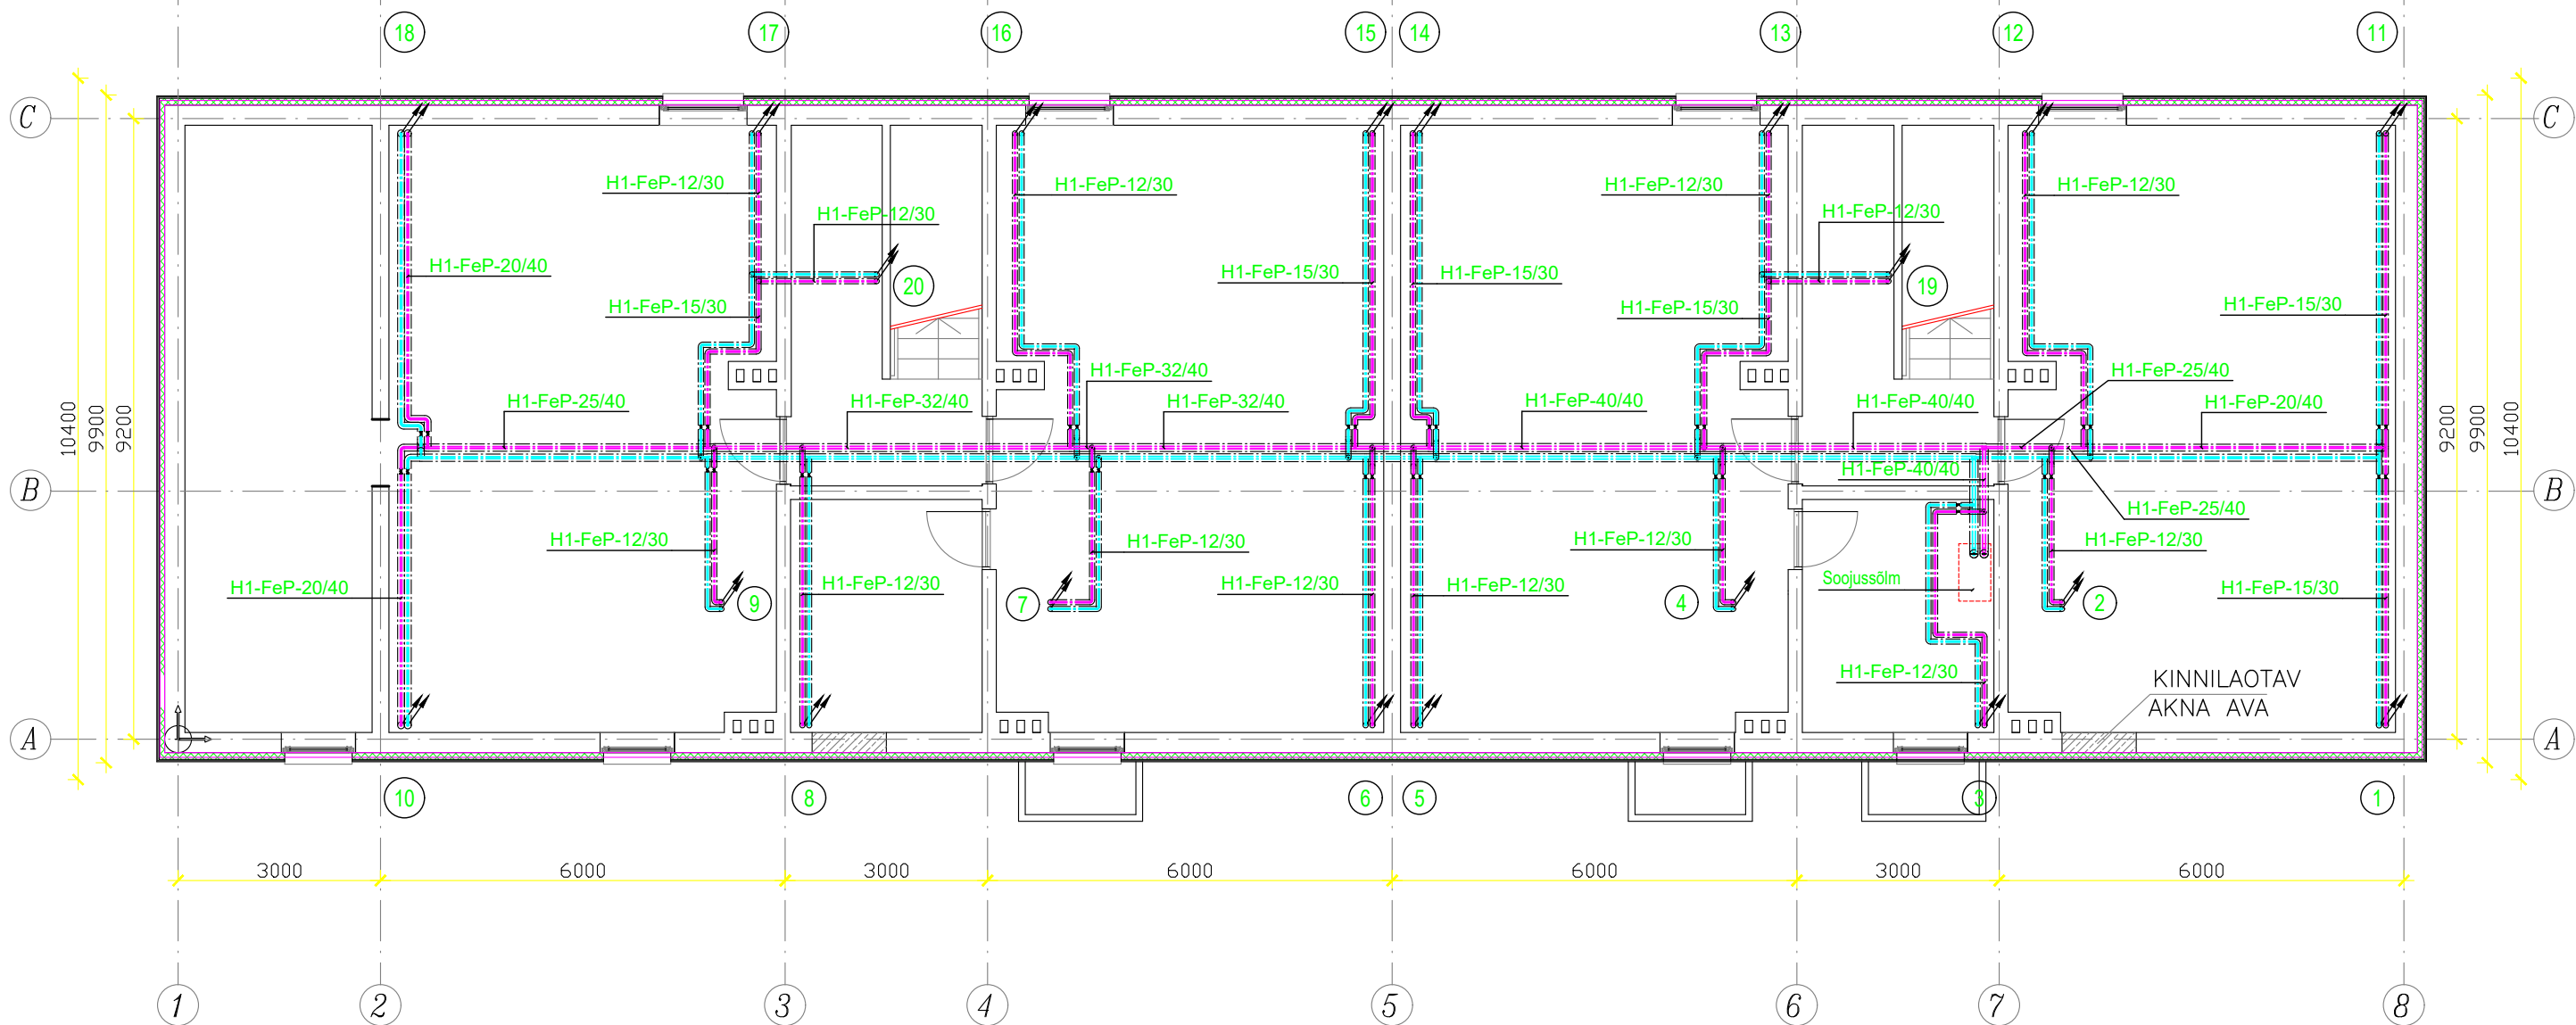 18 17 16 15 14 13 12 11
C C
H1-FeP-12/30 H1-FeP-12/30 H1-FeP-12/30 H1-FeP-12/30
H1-FeP-12/30 H1-FeP-12/30
H1-FeP-20/40 H1-FeP-15/30 H1-FeP-15/30
20 19
H1-FeP-15/30 H1-FeP-15/30 H1-FeP-15/30
H1-FeP-32/40 H1-FeP-25/40
H1-FeP-25/40 H1-FeP-32/40 H1-FeP-32/40 H1-FeP-40/40 H1-FeP-40/40 H1-FeP-20/40
10400 9900 9200 9200 9900 10400
H1-FeP-40/40
B B
H1-FeP-25/40
H1-FeP-12/30 H1-FeP-12/30 H1-FeP-12/30 H1-FeP-12/30
H1-FeP-20/40 H1-FeP-12/30 H1-FeP-12/30 H1-FeP-12/30 Soojussõlm H1-FeP-15/30
9 7 4 2
H1-FeP-12/30
KINNILAOTAV
AKNA AVA
A A
10 8 6 5 3 1
3000 6000 3000 6000 6000 3000 6000
1 2 3 4 5 6 7 8